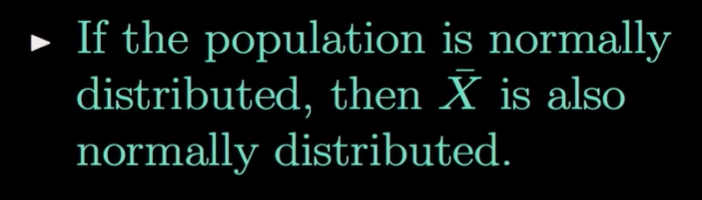 ► If the population is normally
distributed, then X̄ is also
normally distributed.